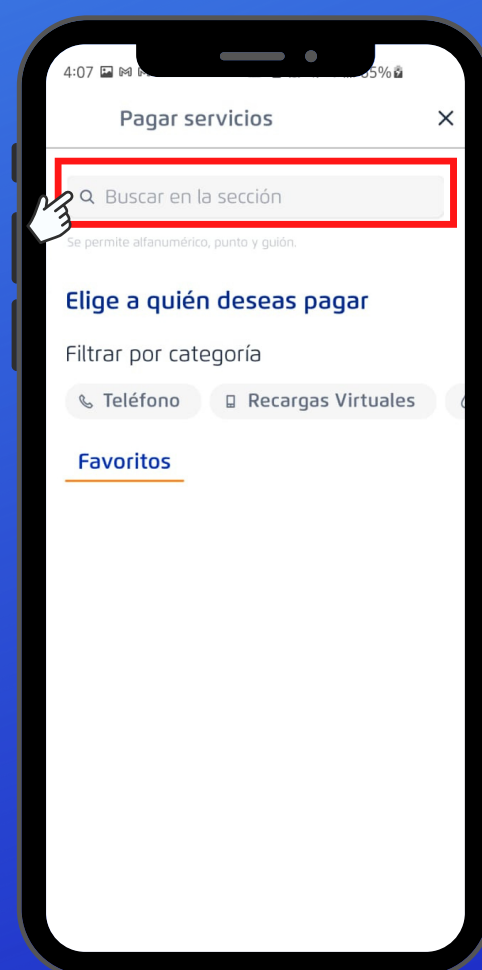 4:07
Pagar servicios
Buscar en la sección
Se permite alfanumérico, punto y guión.
Elige a quién deseas pagar
Filtrar por categoría
Teléfono Recargas Virtuales
Favoritos